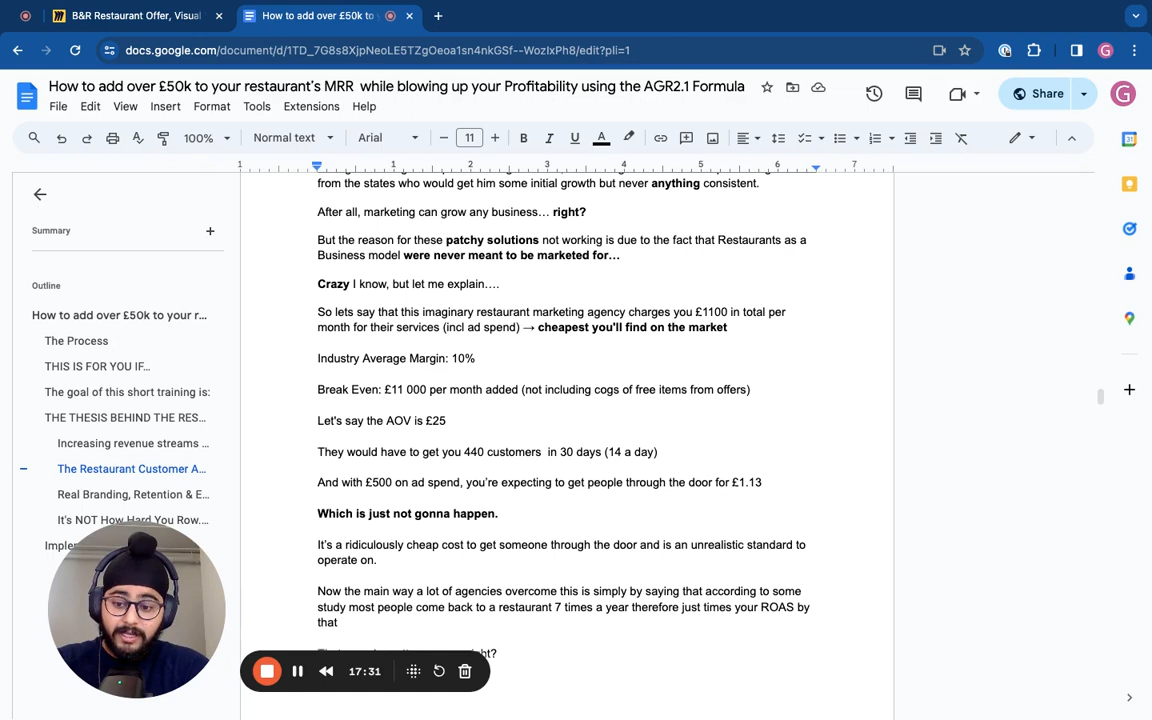 B&R Restaurant Offer, Visual
How to add over £50k to
docs.google.com/document/d/1TD_7G8s8XjpNeoLE5TZgOeoa1sn4nkGSf--WozIxPh8/edit?pli=1
G
How to add over £50k to your restaurant's MRR while blowing up your Profitability using the AGR2.1 Formula
File Edit View Insert Format Tools Extensions Help
Share
G
100% Normal text Arial 11 B I U A
1 1 2 3 4 5 6 7
Summary
Outline
How to add over £50k to your r...
The Process
THIS IS FOR YOU IF...
The goal of this short training is:
THE THESIS BEHIND THE RES...
Increasing revenue streams ...
The Restaurant Customer A...
Real Branding, Retention & E...
It's NOT How Hard You Row....
from the states who would get him some initial growth but never anything consistent.
After all, marketing can grow any business… right?
But the reason for these patchy solutions not working is due to the fact that Restaurants as a
Business model were never meant to be marketed for…
Crazy I know, but let me explain….
So lets say that this imaginary restaurant marketing agency charges you £1100 in total per
month for their services (incl ad spend) → cheapest you'll find on the market
Industry Average Margin: 10%
Break Even: £11 000 per month added (not including cogs of free items from offers)
Let's say the AOV is £25
They would have to get you 440 customers in 30 days (14 a day)
And with £500 on ad spend, you're expecting to get people through the door for £1.13
Which is just not gonna happen.
It's a ridiculously cheap cost to get someone through the door and is an unrealistic standard to
operate on.
Now the main way a lot of agencies overcome this is simply by saying that according to some
study most people come back to a restaurant 7 times a year therefore just times your ROAS by
that
17:31